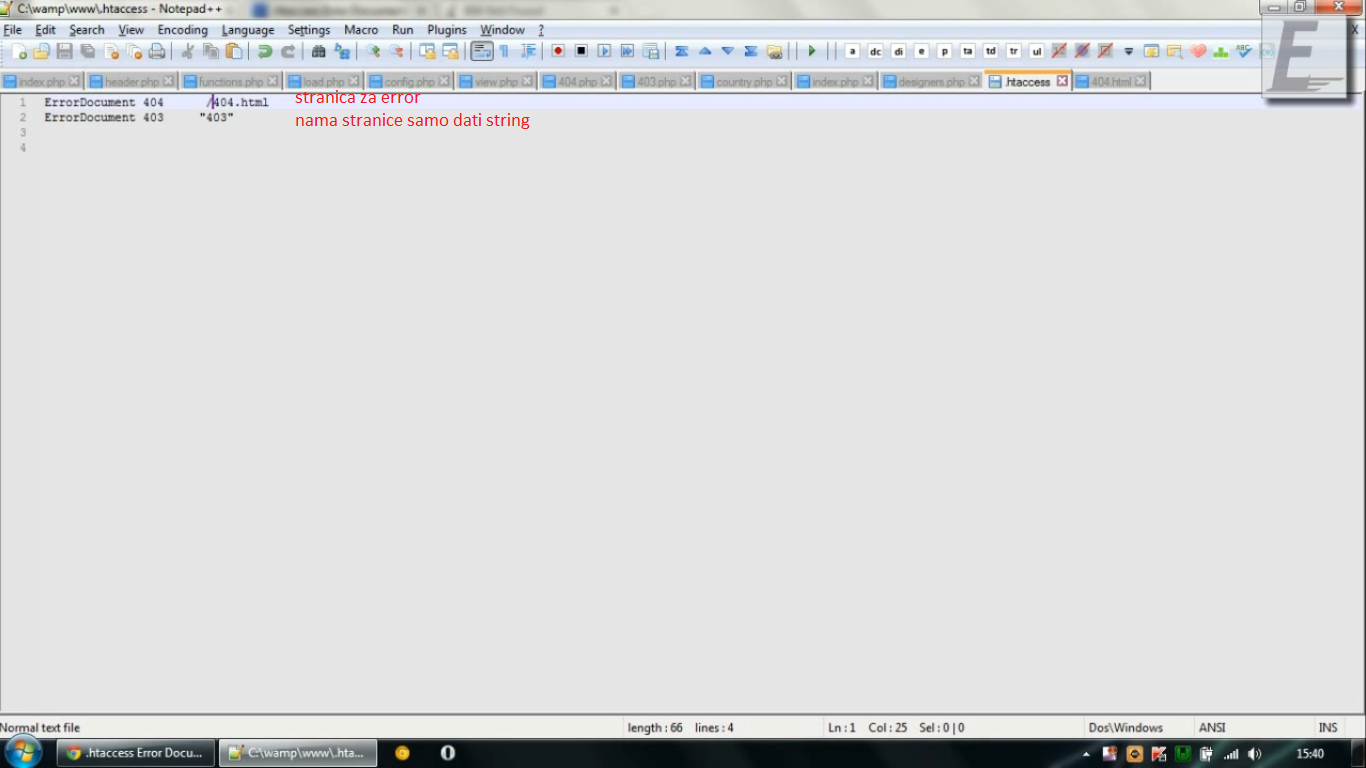 C:\wamp\www\.htaccess - Notepad++
File Edit Search View Encoding Language Settings Macro Run Plugins Window ? X
a dc di e p ta td tr ul ABC
index.php header.php functions.php load.php config.php view.php 404.php 403.php country.php index.php designers.php .htaccess 404.html
E
1 ErrorDocument 404 /404.html stranica za error
2 ErrorDocument 403 "403" nama stranice samo dati string
3
4
Normal text file length : 66 lines : 4 Ln : 1 Col : 25 Sel : 0 | 0 Dos\Windows ANSI INS
.htaccess Error Docu... C:\wamp\www\.hta... 15:40